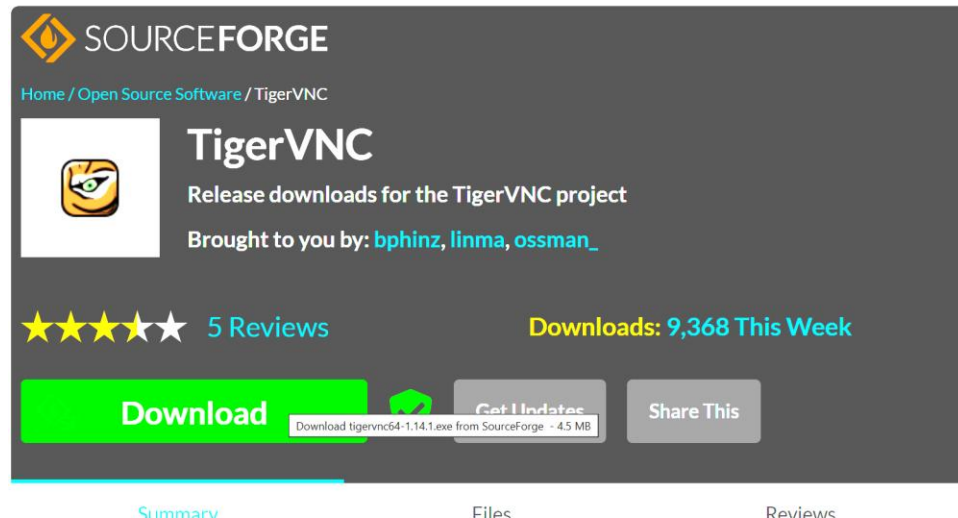 SOURCEFORGE
Home / Open Source Software / TigerVNC
TigerVNC
Release downloads for the TigerVNC project
Brought to you by: bphinz, linma, ossman_
5 Reviews
Downloads: 9,368 This Week
Download
Get Updates
Share This
Download tigervnc64-1.14.1.exe from SourceForge - 4.5 MB
Summary
Files
Reviews